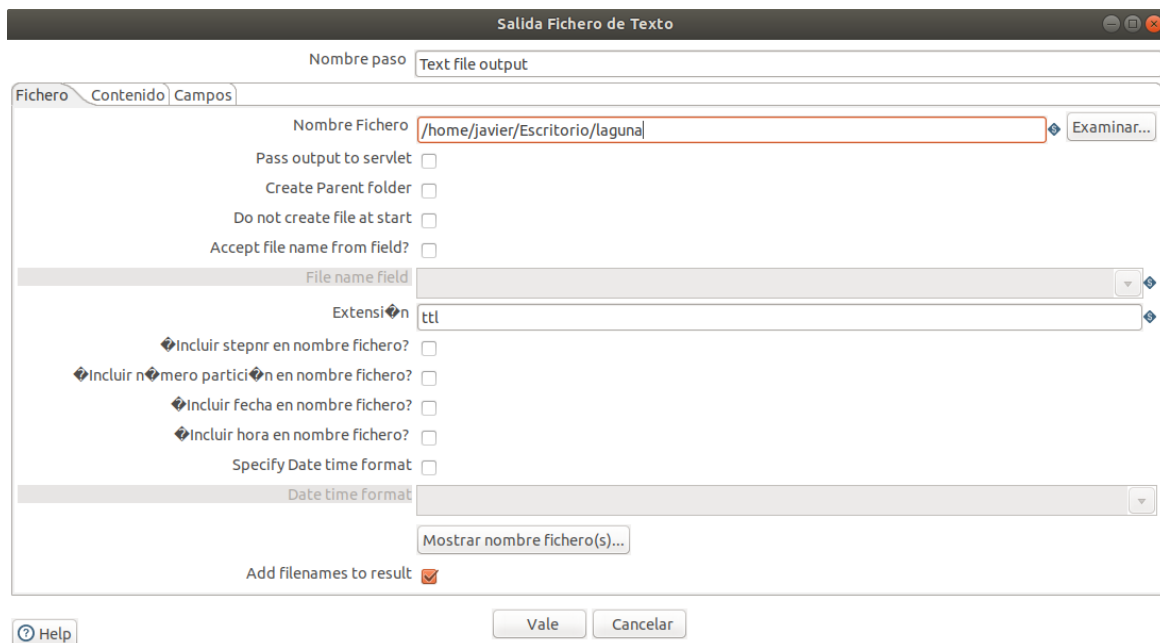 Salida Fichero de Texto
Nombre paso Text file output
Fichero Contenido Campos
Nombre Fichero /home/javier/Escritorio/laguna Examinar...
Pass output to servlet
Create Parent folder
Do not create file at start
Accept file name from field?
File name field
Extensi�n ttl
�Incluir stepnr en nombre fichero?
�Incluir n�mero partici�n en nombre fichero?
�Incluir fecha en nombre fichero?
�Incluir hora en nombre fichero?
Specify Date time format
Date time format
Mostrar nombre fichero(s)...
Add filenames to result
Help Vale Cancelar